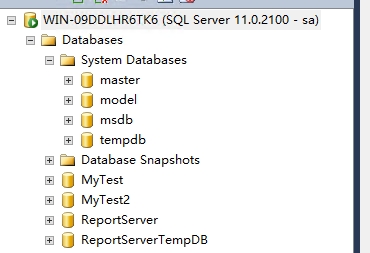 WIN-09DDLHR6TK6 (SQL Server 11.0.2100 - sa)
Databases
System Databases
master
model
msdb
tempdb
Database Snapshots
MyTest
MyTest2
ReportServer
ReportServerTempDB